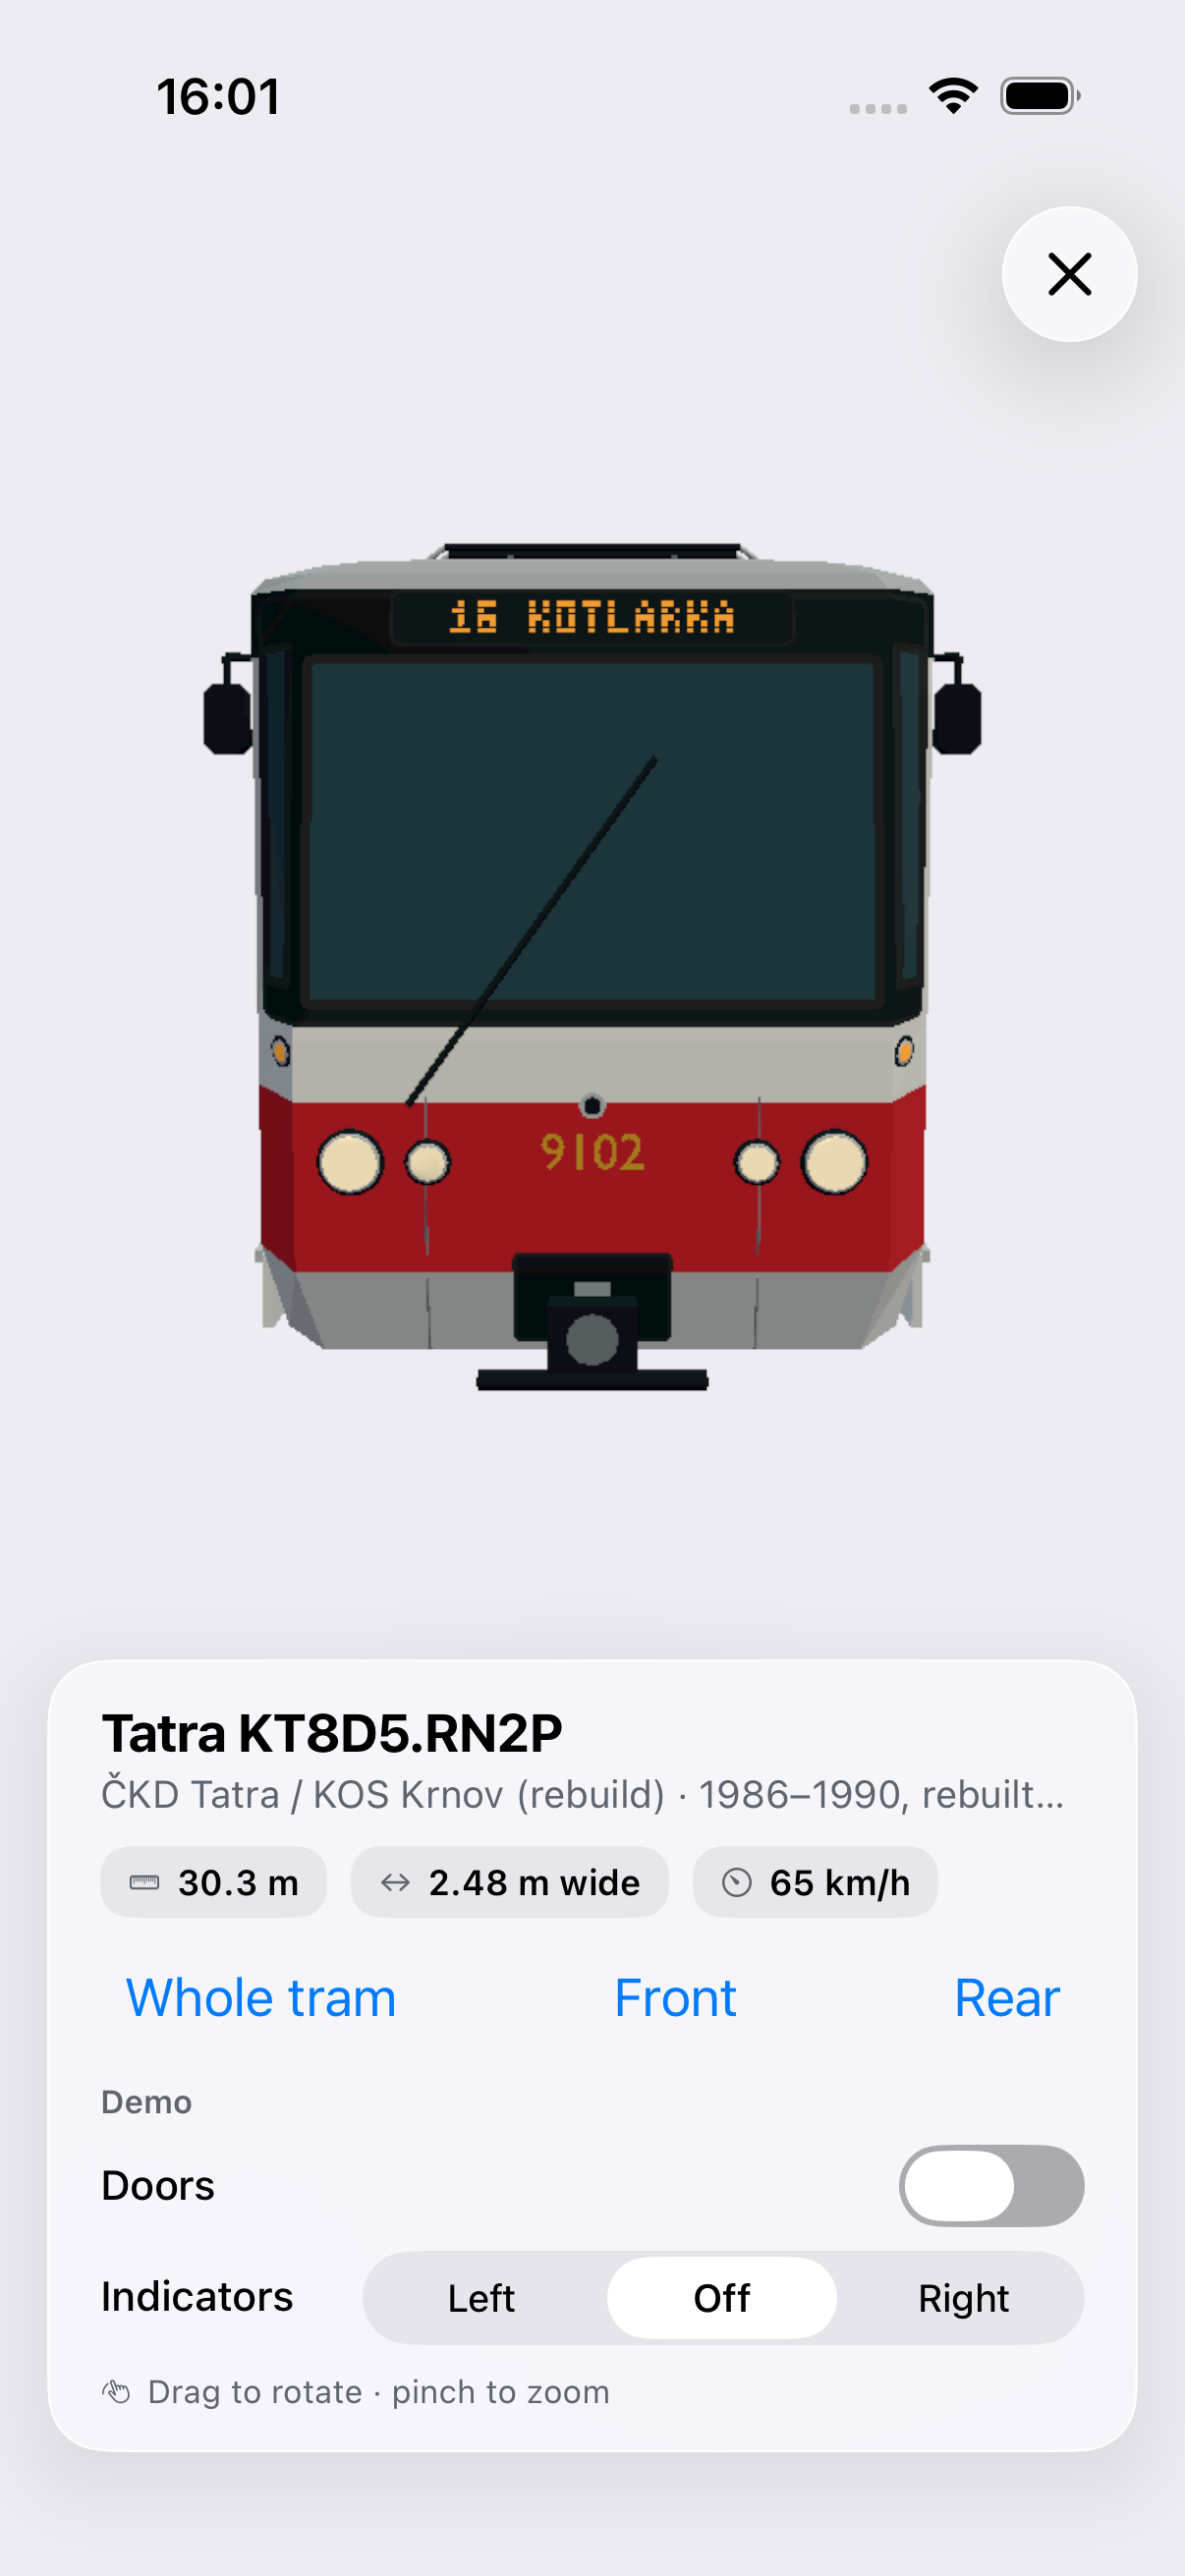 16:01
16 KOTLARKA
9102
Tatra KT8D5.RN2P
ČKD Tatra / KOS Krnov (rebuild) · 1986–1990, rebuilt...
30.3 m
2.48 m wide
65 km/h
Whole tram Front Rear
Demo
Doors
Indicators Left Off Right
Drag to rotate · pinch to zoom